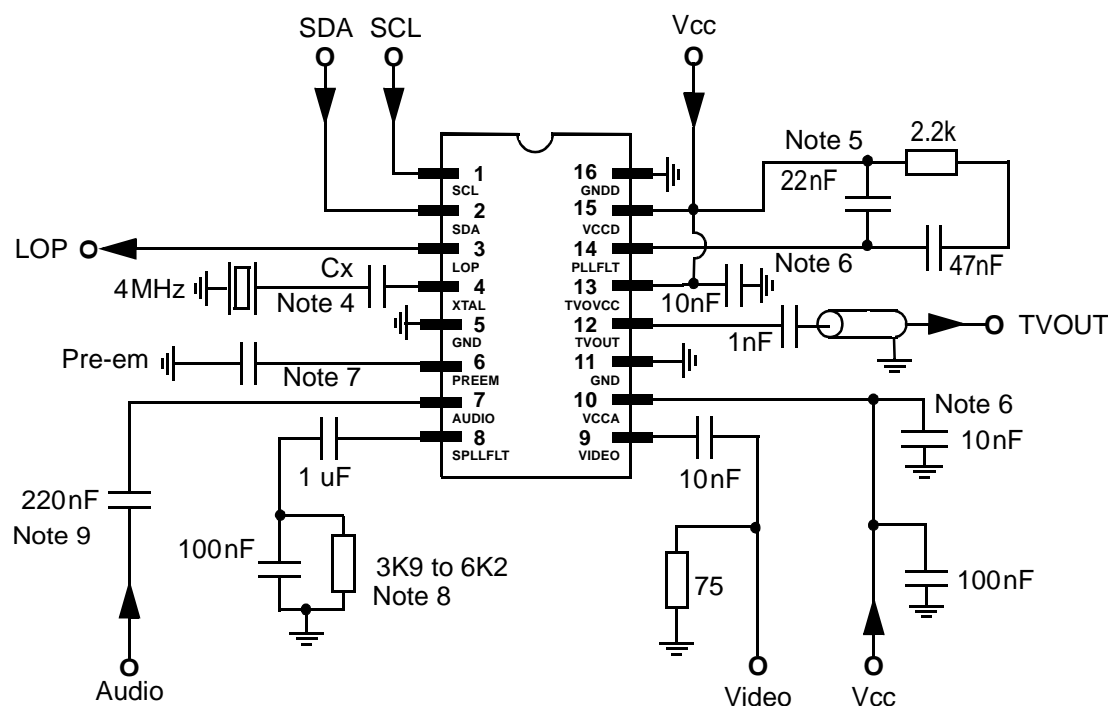 SDA SCL Vcc
2.2k
Note 5
22nF
1
SCL
16
GNDD
2
SDA
15
VCCD
LOP
3
LOP
14
PLLFLT
Note 6
47nF
4MHz
Cx
Note 4
4
XTAL
13
TVOVCC
10nF
5
GND
12
TVOUT
1nF
TVOUT
Pre-em
Note 7
6
PREEM
11
GND
7
AUDIO
10
VCCA
Note 6
10nF
8
SPLLFLT
9
VIDEO
1 uF
10nF
220nF
Note 9
100nF
3K9 to 6K2
Note 8
75
100nF
Audio
Video
Vcc